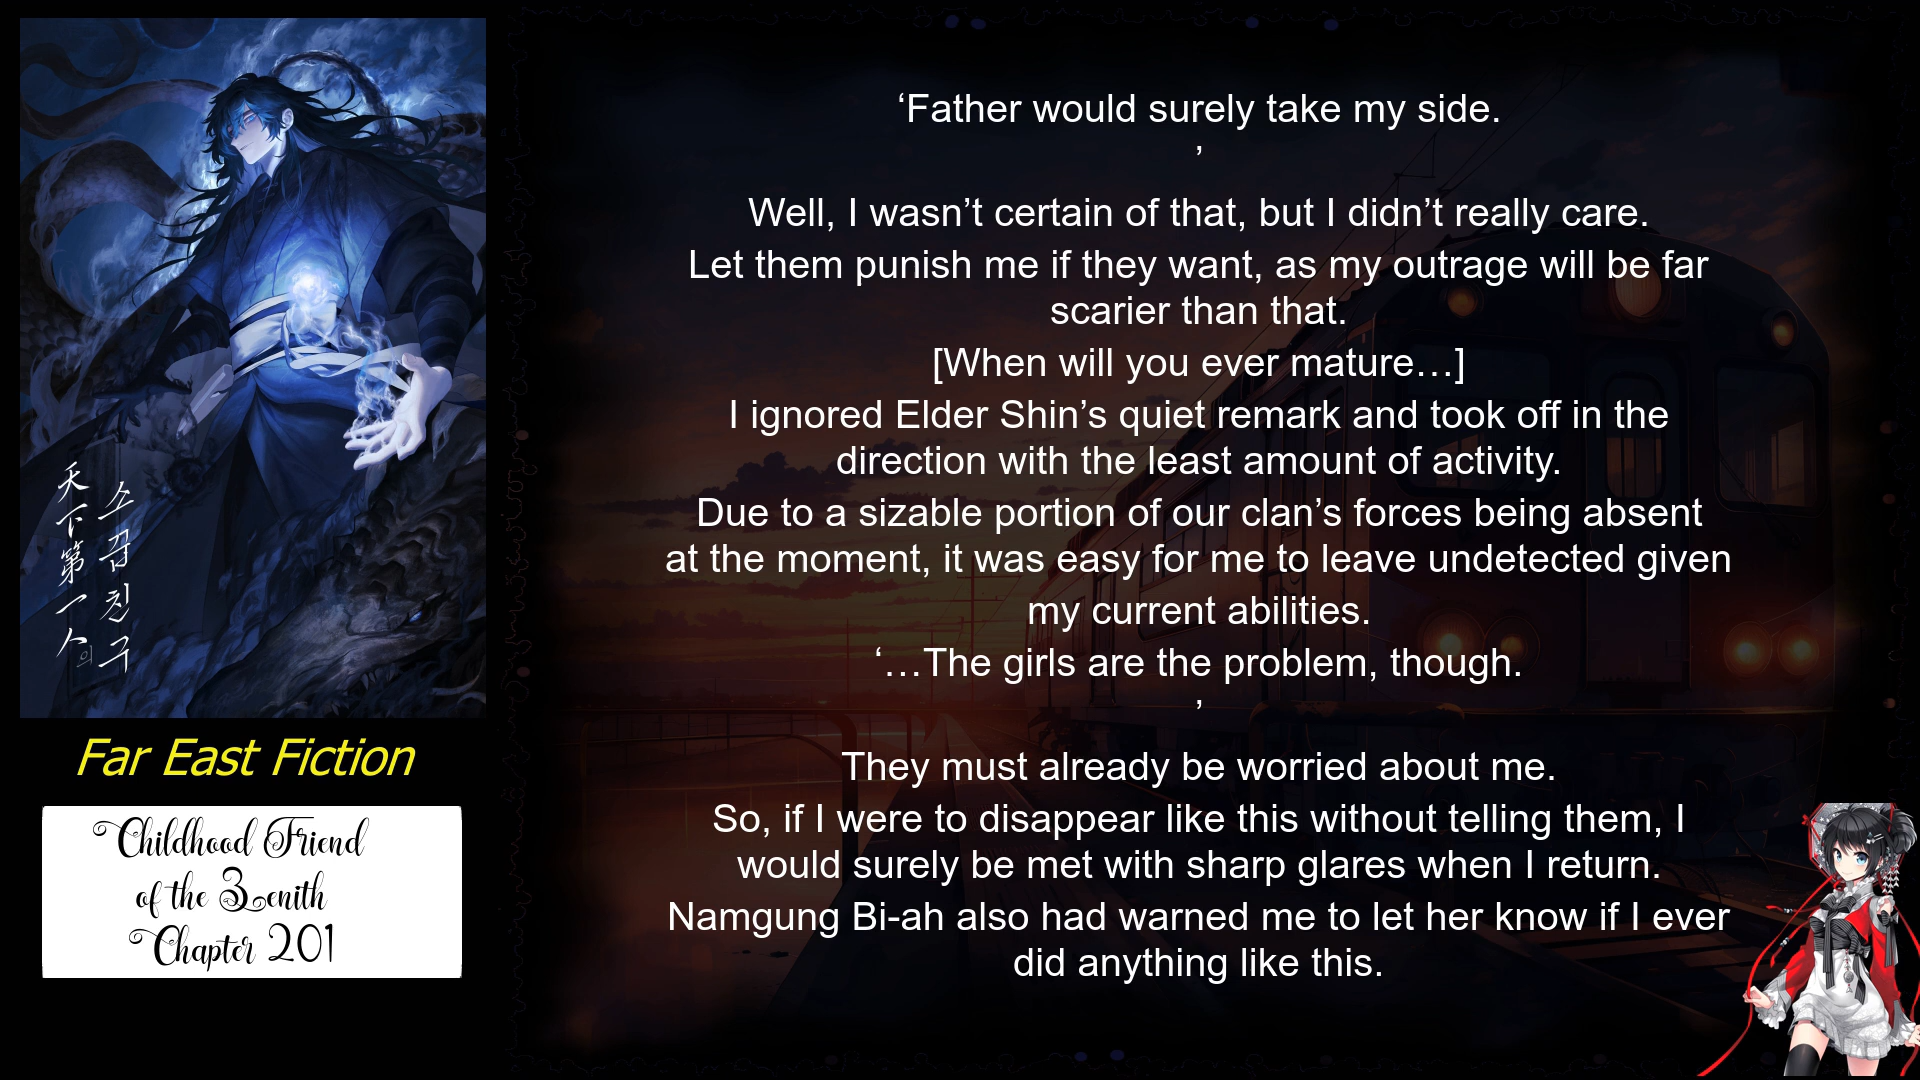 天下第一人의
소꿉친구
Far East Fiction
Childhood Friend
of the Zenith
Chapter 201
‘Father would surely take my side.
’
Well, I wasn’t certain of that, but I didn’t really care.
Let them punish me if they want, as my outrage will be far
scarier than that.
[When will you ever mature…]
I ignored Elder Shin’s quiet remark and took off in the
direction with the least amount of activity.
Due to a sizable portion of our clan’s forces being absent
at the moment, it was easy for me to leave undetected given
my current abilities.
‘…The girls are the problem, though.
’
They must already be worried about me.
So, if I were to disappear like this without telling them, I
would surely be met with sharp glares when I return.
Namgung Bi-ah also had warned me to let her know if I ever
did anything like this.